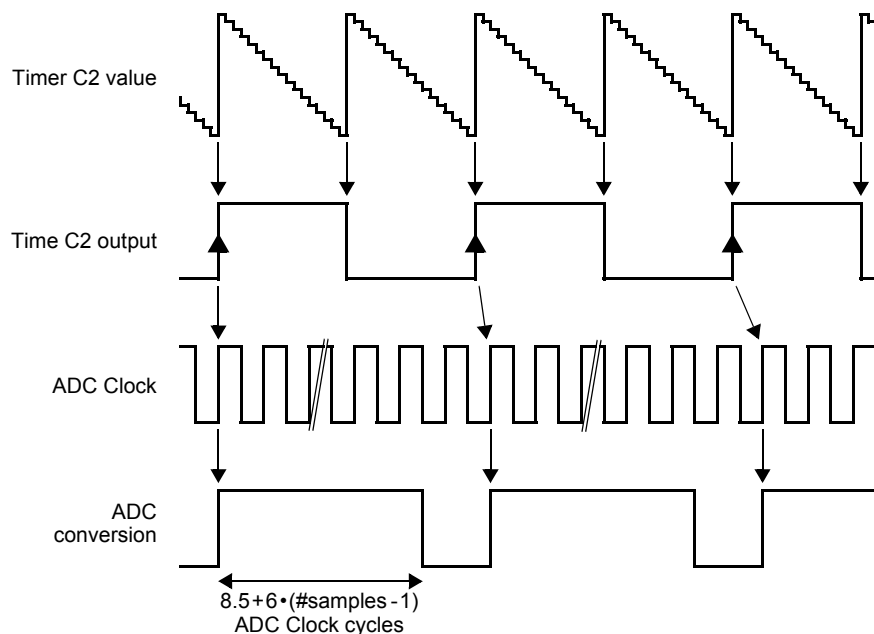 Timer C2 value
Time C2 output
ADC Clock
ADC
conversion
8.5+6•(#samples-1)
ADC Clock cycles